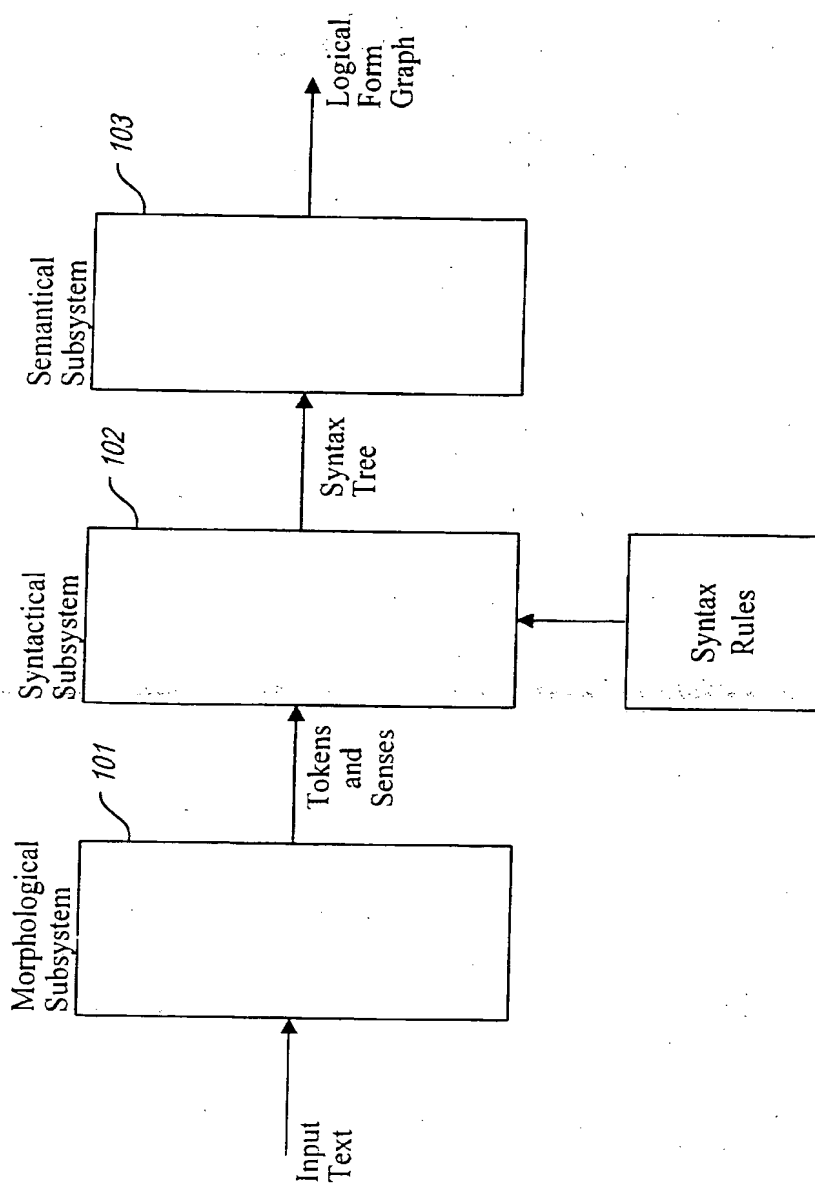 Input
Text
Morphological
Subsystem
101
Tokens
and
Senses
Syntactical
Subsystem
102
Syntax
Rules
Syntax
Tree
Semantical
Subsystem
103
Logical
Form
Graph